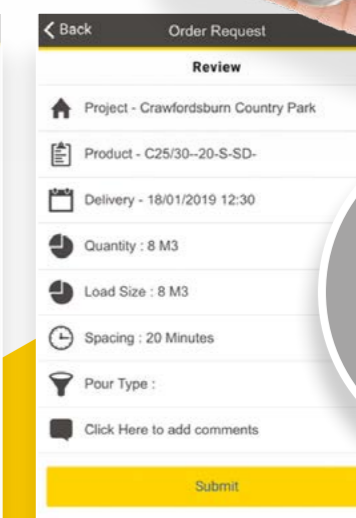 Back
Order Request
Review
Project - Crawfordsburn Country Park
Product - C25/30--20-S-SD-
Delivery - 18/01/2019 12:30
Quantity : 8 M3
Load Size : 8 M3
Spacing : 20 Minutes
Pour Type :
Click Here to add comments
Submit